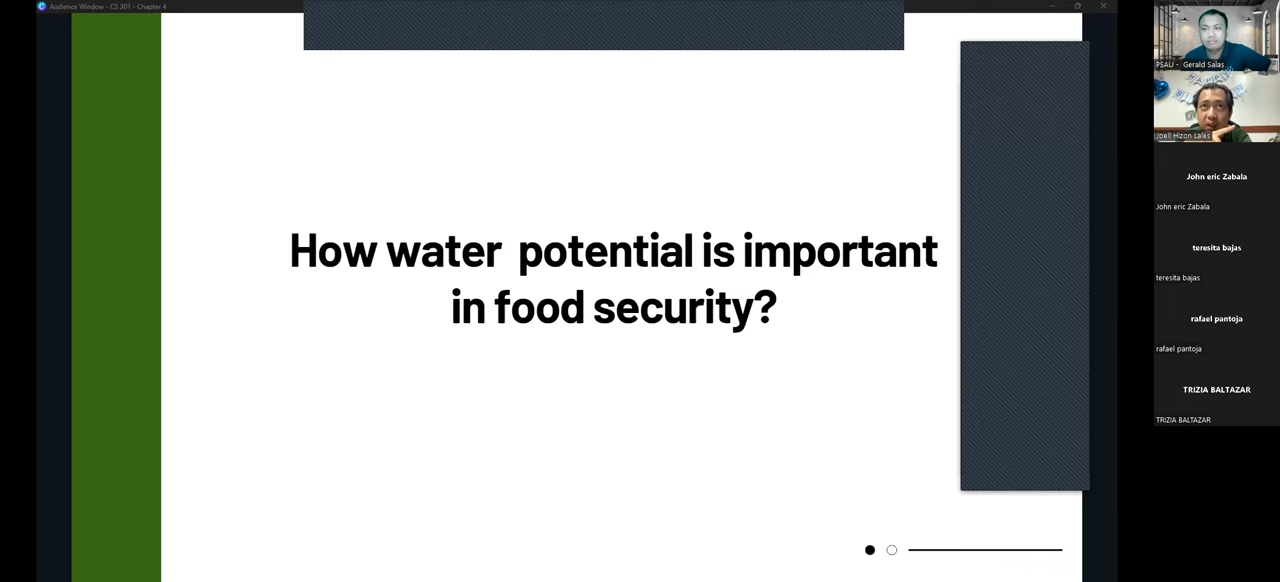 Audience Window - CS 301 - Chapter 4
How water potential is important
in food security?
PSAU - Gerald Salas
Joell Hizon Lales
John eric Zabala
John eric Zabala
teresita bajas
teresita bajas
rafael pantoja
rafael pantoja
TRIZIA BALTAZAR
TRIZIA BALTAZAR